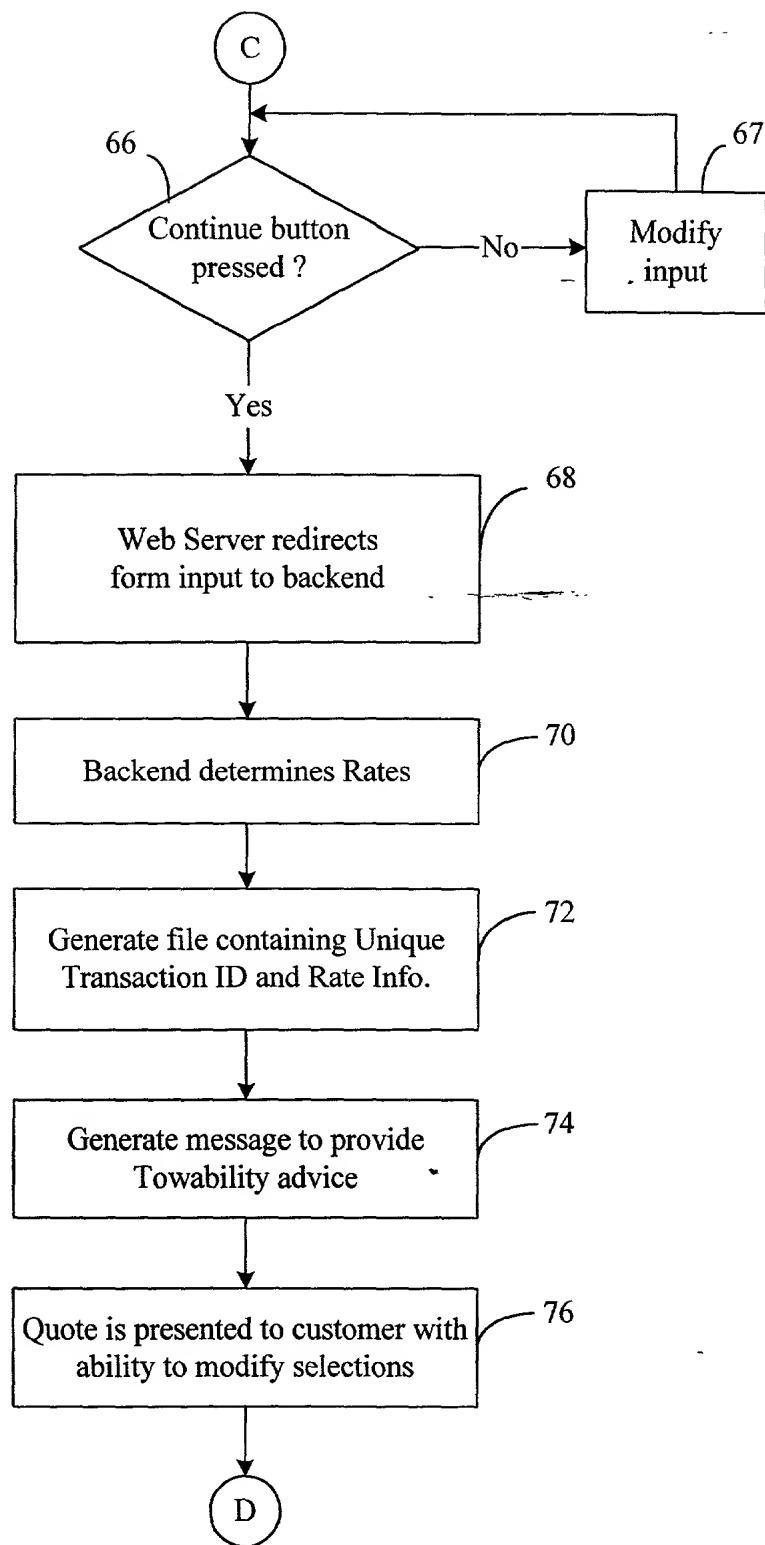 C
66
67
Continue button
pressed ?
No
Modify
input
Yes
68
Web Server redirects
form input to backend
70
Backend determines Rates
72
Generate file containing Unique
Transaction ID and Rate Info.
74
Generate message to provide
Towability advice
76
Quote is presented to customer with
ability to modify selections
D